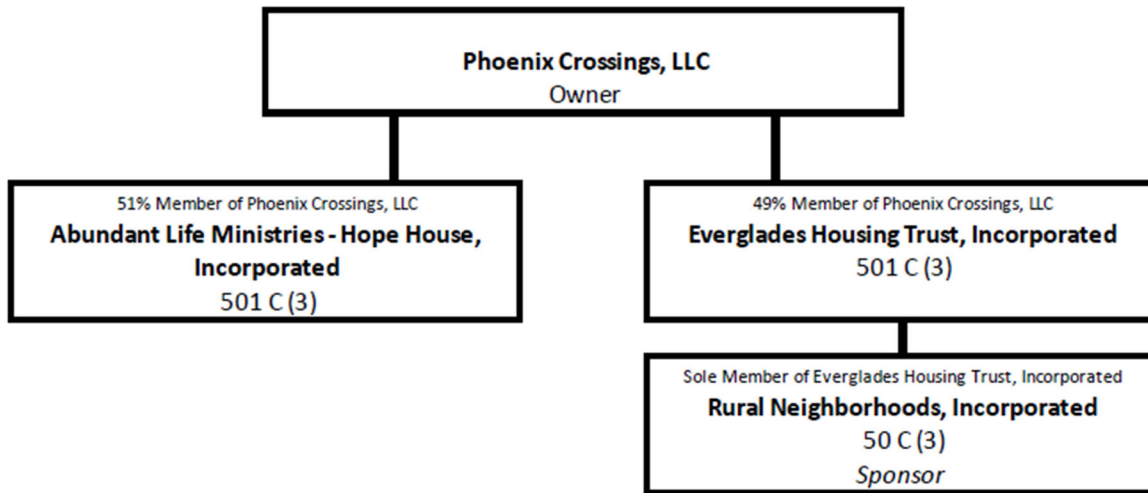 Phoenix Crossings, LLC
Owner
51% Member of Phoenix Crossings, LLC
Abundant Life Ministries - Hope House,
Incorporated
501 C (3)
49% Member of Phoenix Crossings, LLC
Everglades Housing Trust, Incorporated
501 C (3)
Sole Member of Everglades Housing Trust, Incorporated
Rural Neighborhoods, Incorporated
50 C (3)
Sponsor